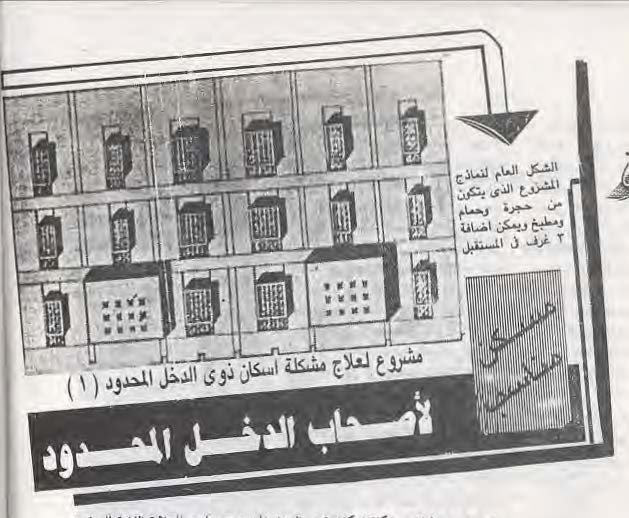 الشكل العام لنماذج
المشروع الذى يتكون
من حجرة وحمام
ومطبخ ويمكن اضافة
٣ غرف فى المستقبل
مشروع لعلاج مشكلة اسكان ذوى الدخل المحدود ( ١ )
مسكن
مناسب
لأصحاب الدخل المحدود